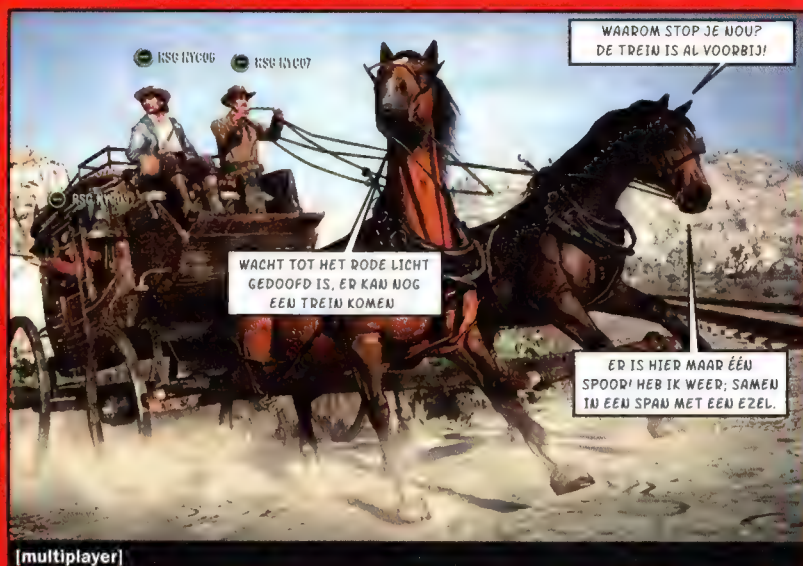 WAAROM STOP JE NOU?
DE TREIN IS AL VOORBIJ!
RSG NYC06
RSG NYC07
WACHT TOT HET RODE LICHT
GEDOOFD IS, ER KAN NOG
EEN TREIN KOMEN
ER IS HIER MAAR ÉÉN
SPOOR! HEB IK WEER; SAMEN
IN EEN SPAN MET EEN EZEL.
[multiplayer]